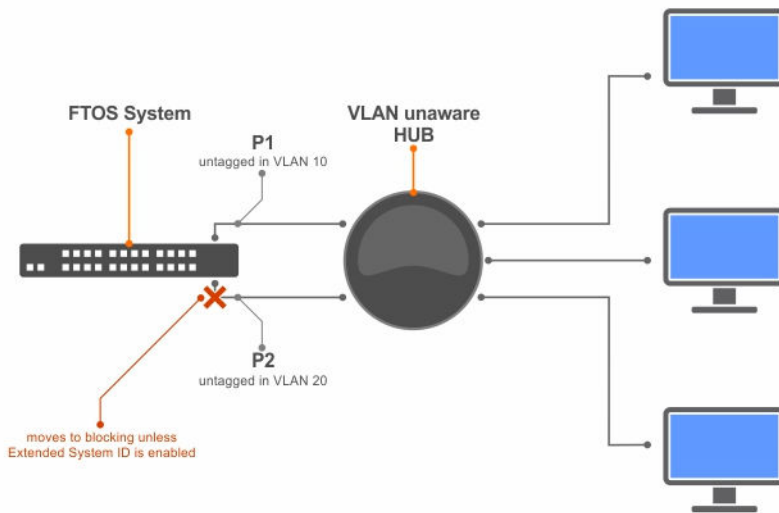 FTOS System
P1
untagged in VLAN 10
VLAN unaware
HUB
P2
untagged in VLAN 20
moves to blocking unless
Extended System ID is enabled